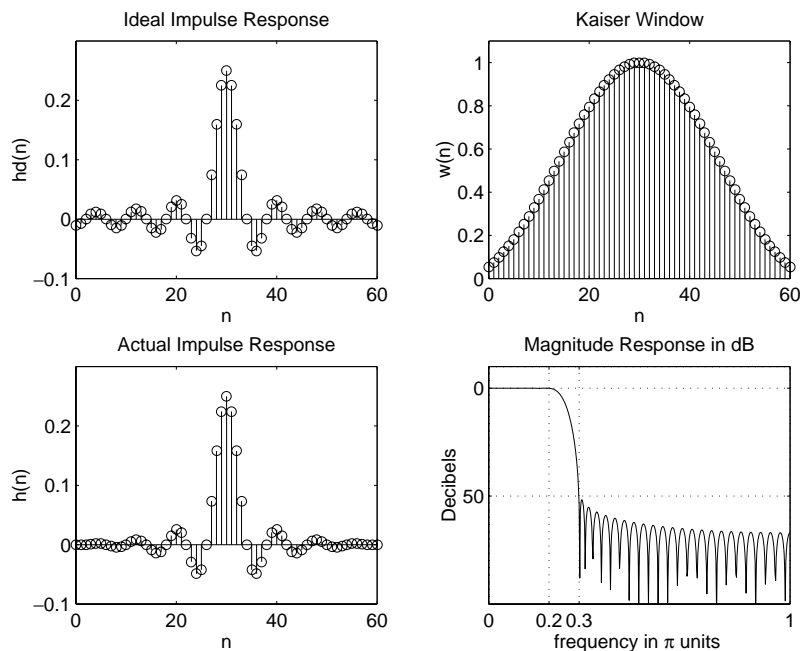 Ideal Impulse Response
hd(n)
0.2
0.1
0
−0.1
0 20 40 60
n
Kaiser Window
w(n)
1
0.8
0.6
0.4
0.2
0
0 20 40 60
n
Actual Impulse Response
h(n)
0.2
0.1
0
−0.1
0 20 40 60
n
Magnitude Response in dB
Decibels
0
50
0 0.2 0.3 1
frequency in π units